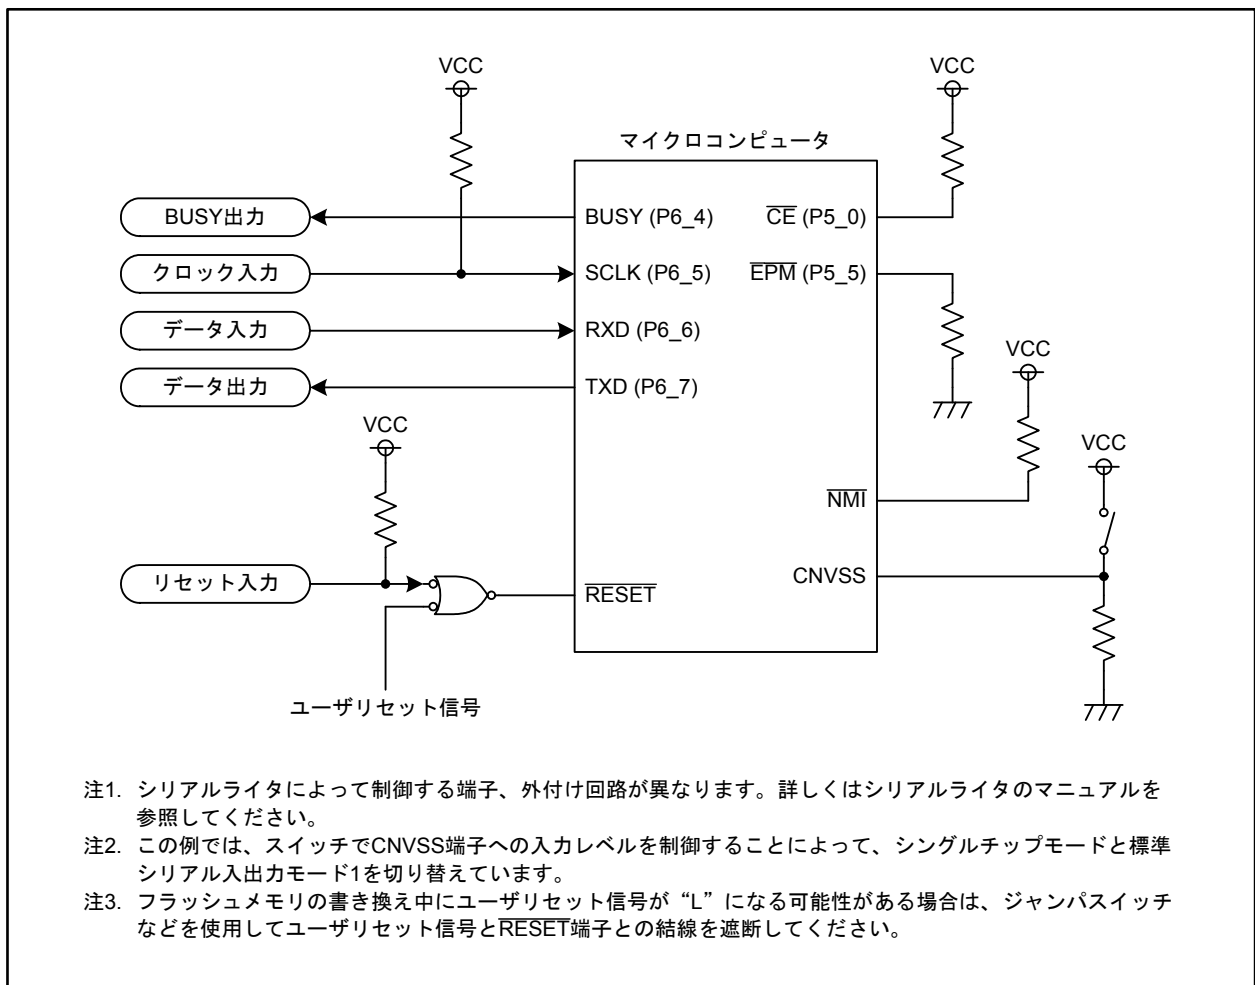 VCC
VCC
マイクロコンピュータ
BUSY出力
BUSY (P6_4)
CE (P5_0)
クロック入力
SCLK (P6_5)
EPM (P5_5)
データ入力
RXD (P6_6)
VCC
データ出力
TXD (P6_7)
VCC
VCC
NMI
リセット入力
RESET
CNVSS
ユーザリセット信号
注1. シリアルライタによって制御する端子、外付け回路が異なります。詳しくはシリアルライタのマニュアルを
参照してください。
注2. この例では、スイッチでCNVSS端子への入力レベルを制御することによって、シングルチップモードと標準
シリアル入出力モード1を切り替えています。
注3. フラッシュメモリの書き換え中にユーザリセット信号が“L”になる可能性がある場合は、ジャンパスイッチ
などを使用してユーザリセット信号とRESET端子との結線を遮断してください。